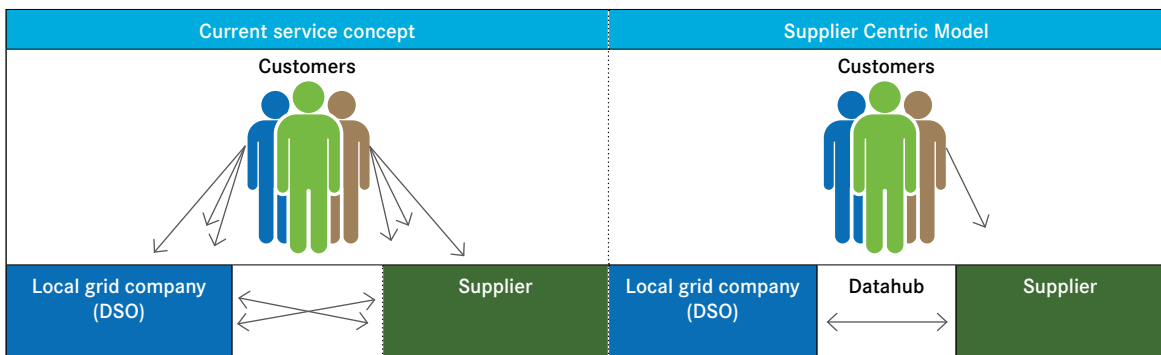 Current service concept
Supplier Centric Model
Customers
Customers
Local grid company
(DSO)
Supplier
Local grid company
(DSO)
Datahub
Supplier